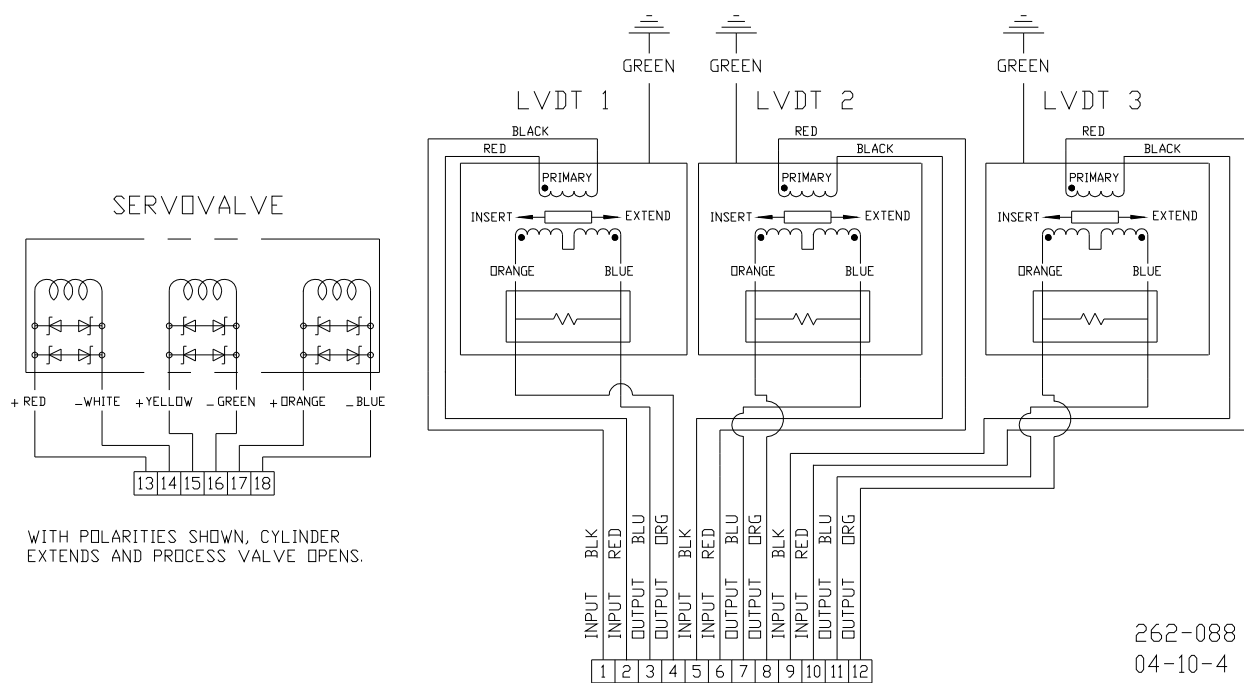 GREEN GREEN GREEN
LVDT 1 LVDT 2 LVDT 3
BLACK RED RED
RED BLACK BLACK
PRIMARY PRIMARY PRIMARY
SERVOVALVE
INSERT EXTEND INSERT EXTEND INSERT EXTEND
ORANGE BLUE ORANGE BLUE ORANGE BLUE
+ RED -WHITE +YELLOW -GREEN +ORANGE -BLUE
13 14 15 16 17 18
WITH POLARITIES SHOWN, CYLINDER
EXTENDS AND PROCESS VALVE OPENS.
INPUT BLK
INPUT RED
OUTPUT BLU
OUTPUT ORG
INPUT BLK
INPUT RED
OUTPUT BLU
OUTPUT ORG
INPUT BLK
INPUT RED
OUTPUT BLU
OUTPUT ORG
1 2 3 4 5 6 7 8 9 10 11 12
262-088
04-10-4